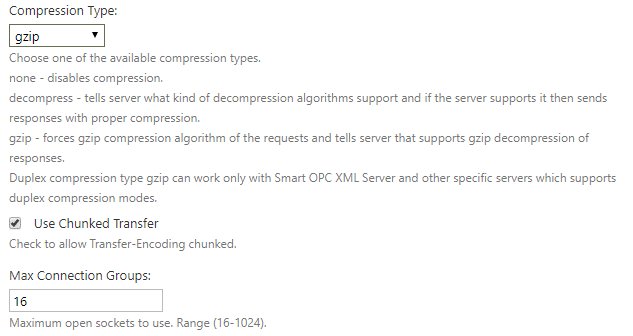 Compression Type:
gzip
Choose one of the available compression types.
none - disables compression.
decompress - tells server what kind of decompression algorithms support and if the server supports it then sends
responses with proper compression.
gzip - forces gzip compression algorithm of the requests and tells server that supports gzip decompression of
responses.
Duplex compression type gzip can work only with Smart OPC XML Server and other specific servers which supports
duplex compression modes.
Use Chunked Transfer
Check to allow Transfer-Encoding chunked.
Max Connection Groups:
16
Maximum open sockets to use. Range (16-1024).